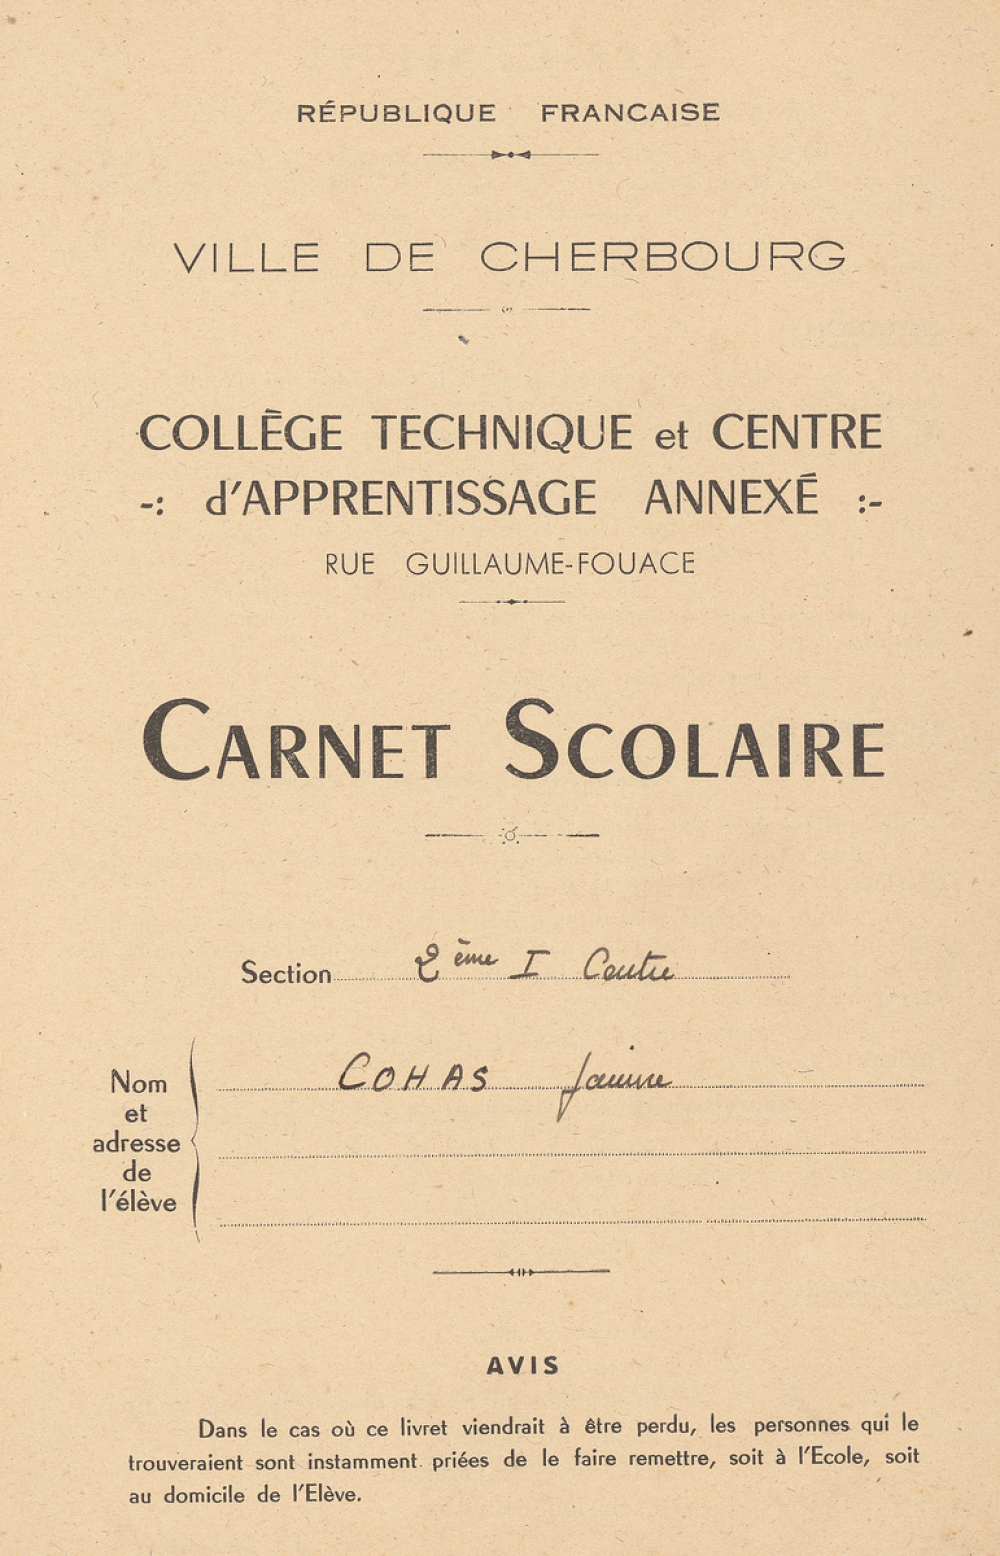 RÉPUBLIQUE FRANCAISE
VILLE DE CHERBOURG
COLLÈGE TECHNIQUE et CENTRE
-: d'APPRENTISSAGE ANNEXÉ :-
RUE GUILLAUME-FOUACE
CARNET SCOLAIRE
Section 2ème I Centre
Nom
et
adresse
de
l'élève
COHAS
AVIS
Dans le cas où ce livret viendrait à être perdu, les personnes qui le
trouveraient sont instamment priées de le faire remettre, soit à l'Ecole, soit
au domicile de l'Elève.